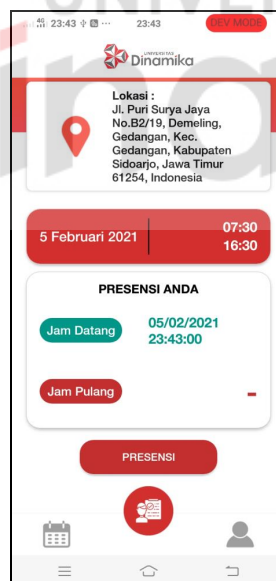 UNIVE
4G 23:43 ... 23:43 DEV MODE
UNIVERSITAS
Dinamika
Lokasi :
Jl. Puri Surya Jaya
No.B2/19, Demeling,
Gedangan, Kec.
Gedangan, Kabupaten
Sidoarjo, Jawa Timur
61254, Indonesia
5 Februari 2021
07:30
16:30
PRESENSI ANDA
Jam Datang
05/02/2021
23:43:00
Jam Pulang
-
PRESENSI